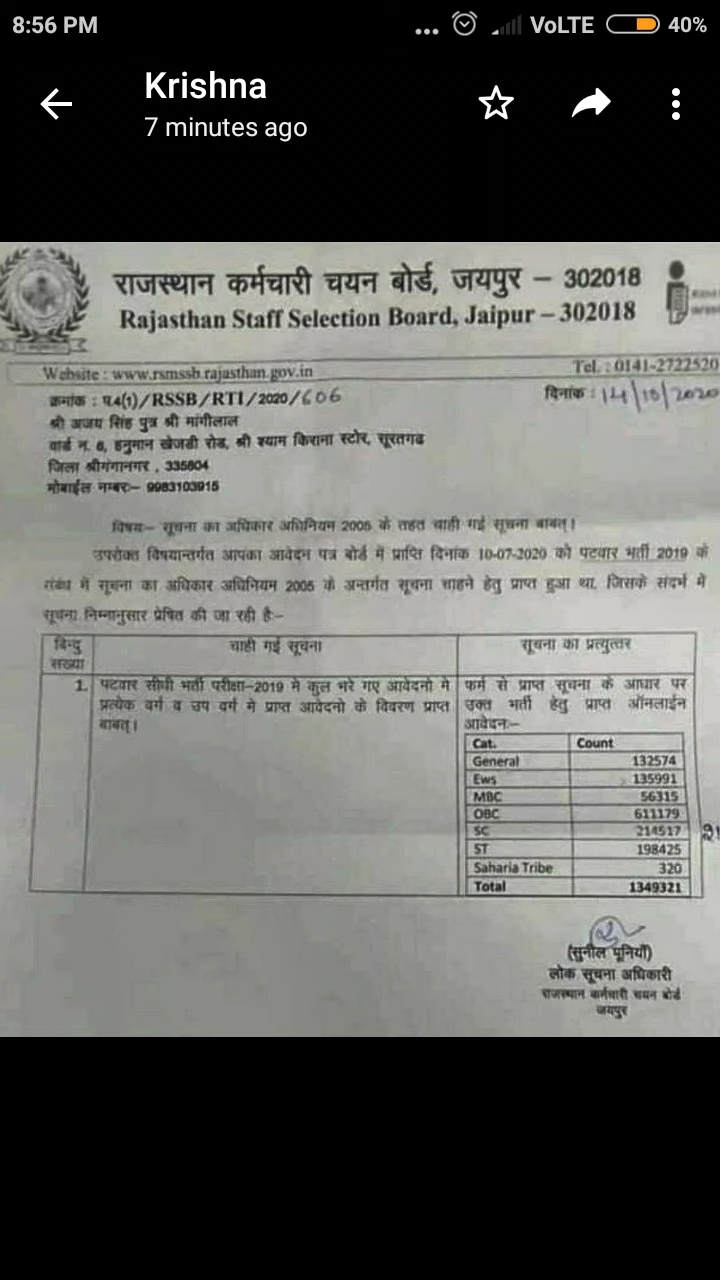 8:56 PM ... VoLTE 40%
Krishna
7 minutes ago
राजस्थान कर्मचारी चयन बोर्ड, जयपुर – 302018
Rajasthan Staff Selection Board, Jaipur – 302018
Website : www.rsmssb.rajasthan.gov.in Tel. : 0141-2722520
क्रमांक : प.4(1)/RSSB/RTI/2020/606 दिनांक : 14/10/2020
श्री अजय सिंह पुत्र श्री मांगीलाल
वार्ड न. 6, हनुमान खेजडी रोड, श्री श्याम किराना स्टोर, सूरतगढ
जिला श्रीगंगानगर , 335804
मोबाईल नम्बरः– 9983103915
विषयः– सूचना का अधिकार अधिनियम 2005 के तहत चाही गई सूचना बाबत्।
उपरोक्त विषयान्तर्गत आपका आवेदन पत्र बोर्ड में प्राप्ति दिनांक 10-07-2020 को पटवार भर्ती 2019 के
संबंध में सूचना का अधिकार अधिनियम 2005 के अन्तर्गत सूचना चाहने हेतु प्राप्त हुआ था, जिसके संदर्भ में
सूचना निम्नानुसार प्रेषित की जा रही हैः–
बिन्दु संख्या चाही गई सूचना सूचना का प्रत्युत्तर
1. पटवार सीधी भर्ती परीक्षा–2019 मे कुल भरे गए आवेदनो मे
प्रत्येक वर्ग व उप वर्ग मे प्राप्त आवेदनो के विवरण प्राप्त
बाबत्।
फर्म से प्राप्त सूचना के आधार पर
उक्त भर्ती हेतु प्राप्त ऑनलाईन
आवेदनः–
Cat. Count
General 132574
Ews 135991
MBC 56315
OBC 611179
SC 214517
ST 198425
Saharia Tribe 320
Total 1349321
(सुनील पूनियाँ)
लोक सूचना अधिकारी
राजस्थान कर्मचारी चयन बोर्ड
जयपुर